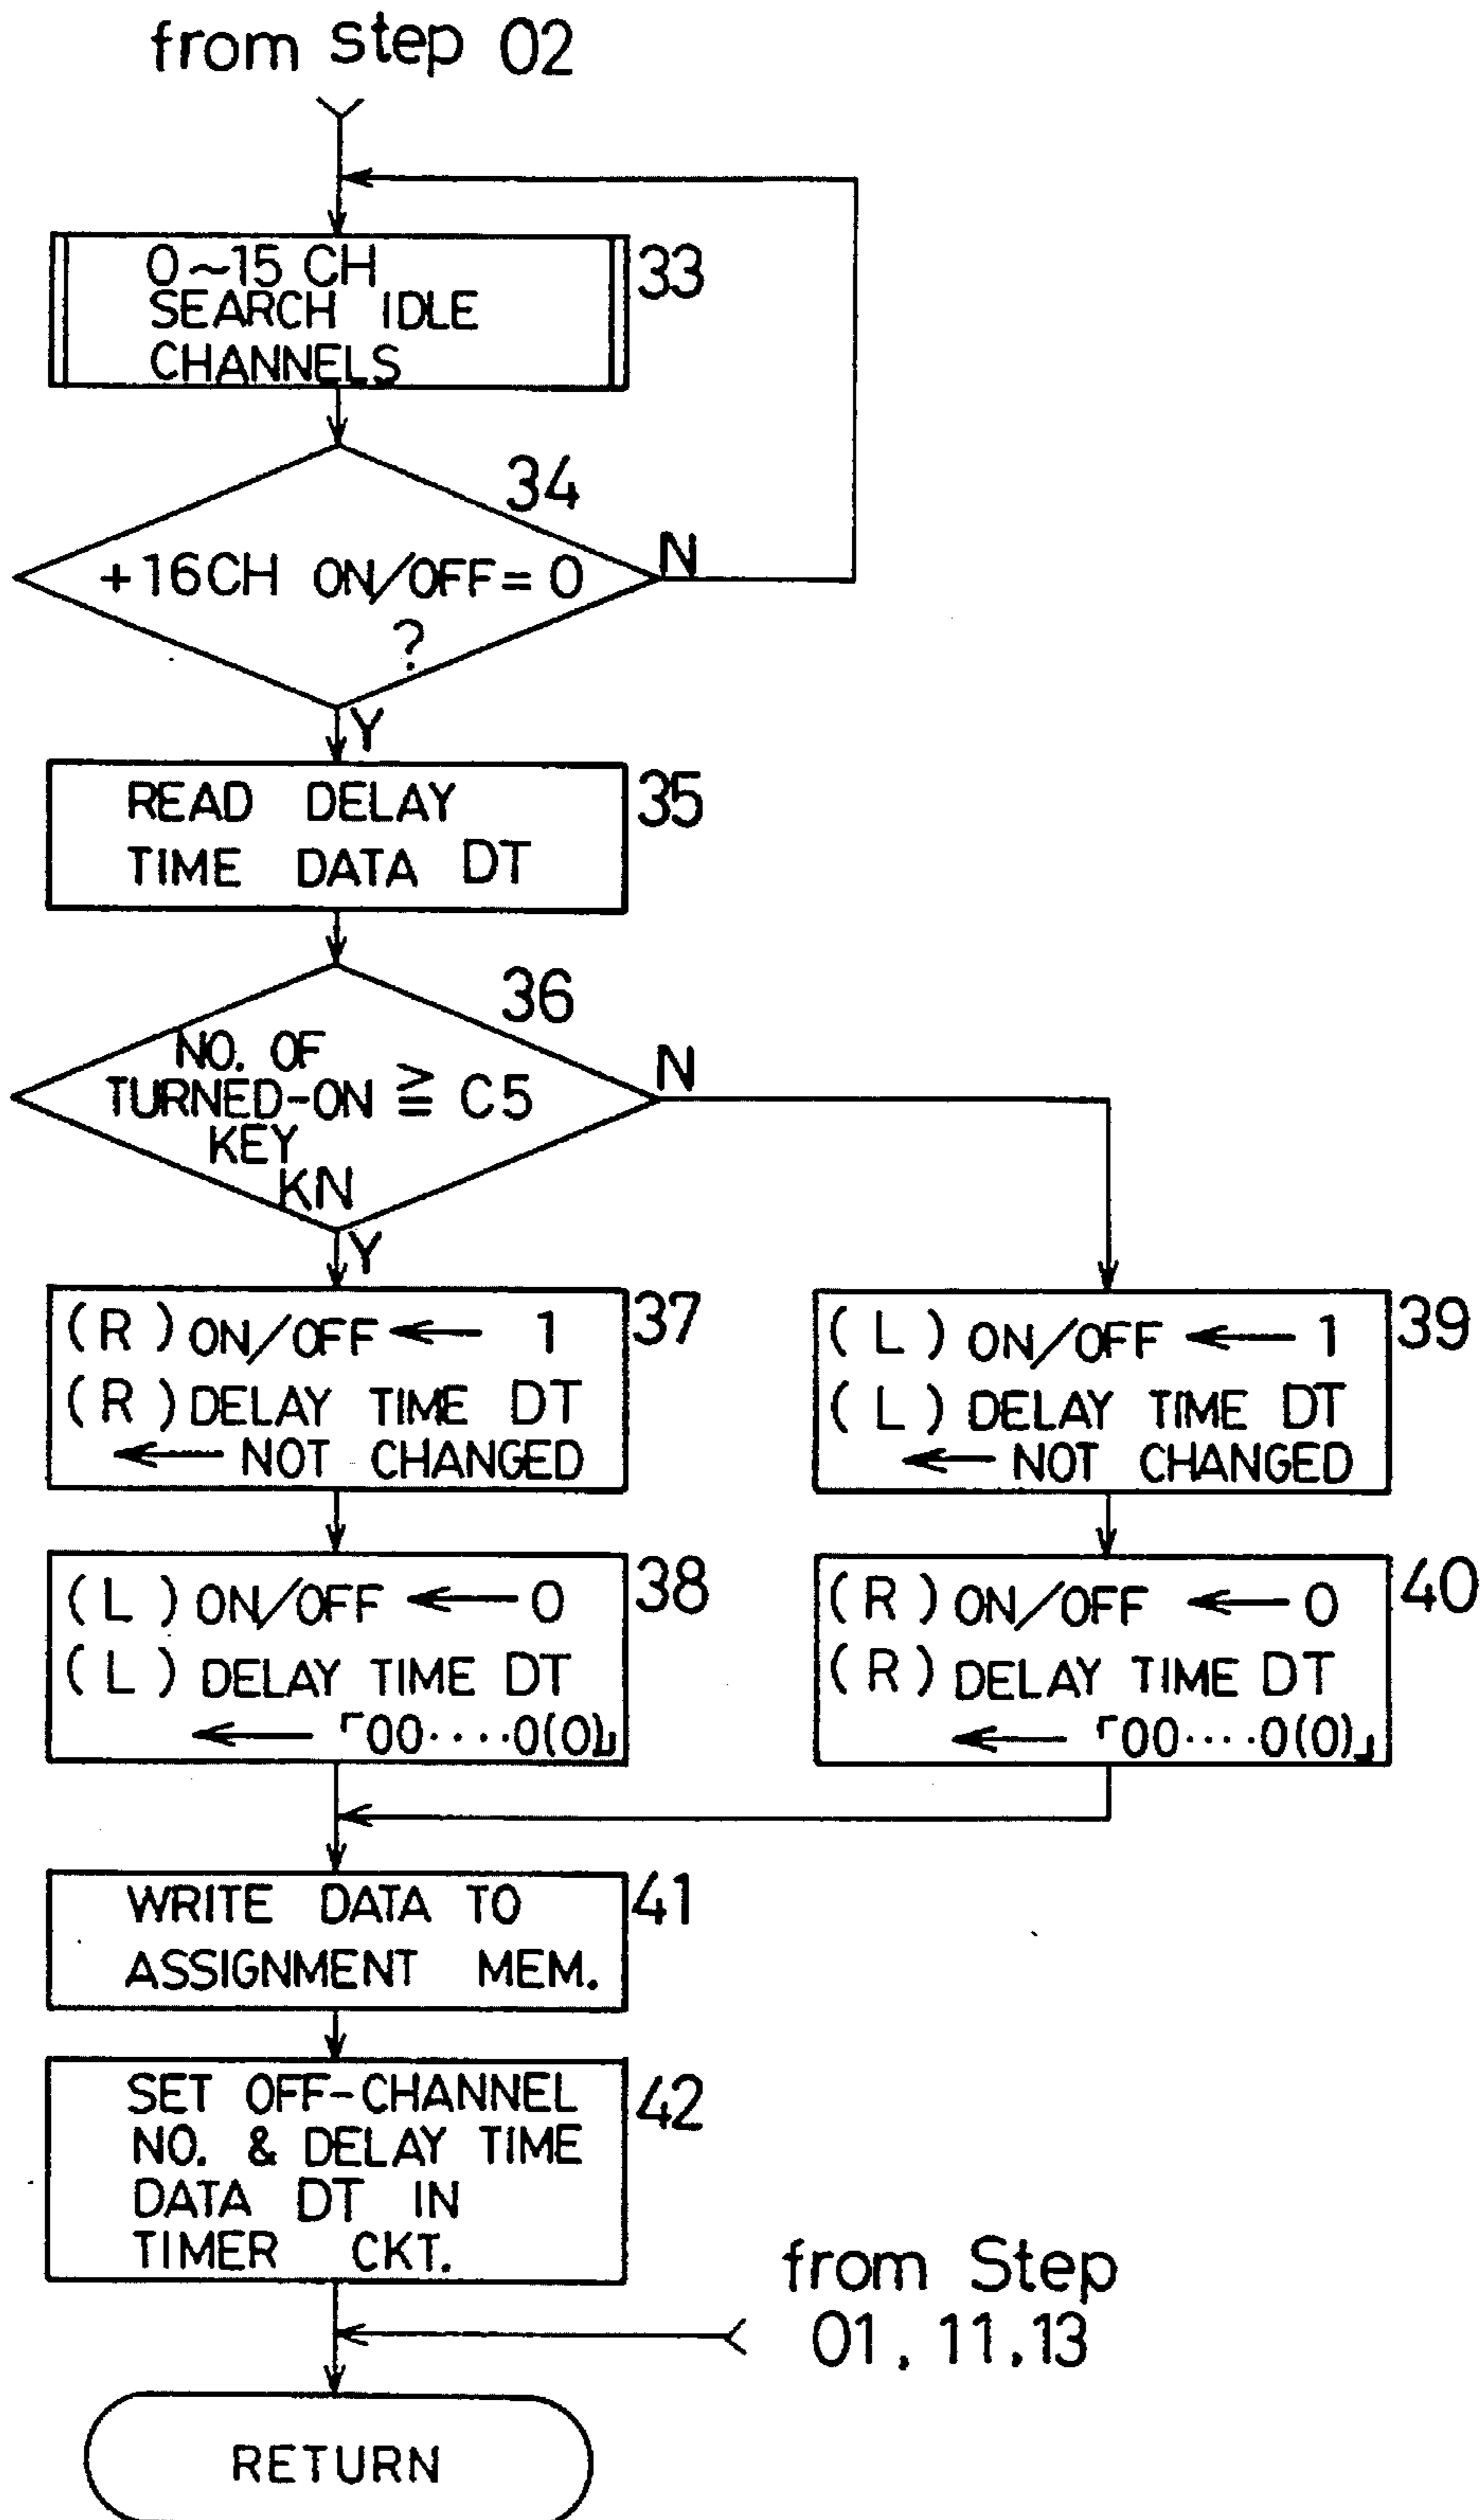 from step 02
0~15 CH
SEARCH IDLE
CHANNELS
33
34
+16CH ON/OFF=0
?
N
Y
READ DELAY
TIME DATA DT
35
36
NO. OF
TURNED-ON ≧ C5
KEY
KN
N
Y
(R) ON/OFF ← 1
(R) DELAY TIME DT
← NOT CHANGED
37
(L) ON/OFF ← 1
(L) DELAY TIME DT
← NOT CHANGED
39
(L) ON/OFF ← 0
(L) DELAY TIME DT
← 「00····0(0)」
38
(R) ON/OFF ← 0
(R) DELAY TIME DT
← 「00····0(0)」
40
WRITE DATA TO
ASSIGNMENT MEM.
41
SET OFF-CHANNEL
NO. & DELAY TIME
DATA DT IN
TIMER CKT.
42
from Step
01, 11, 13
RETURN